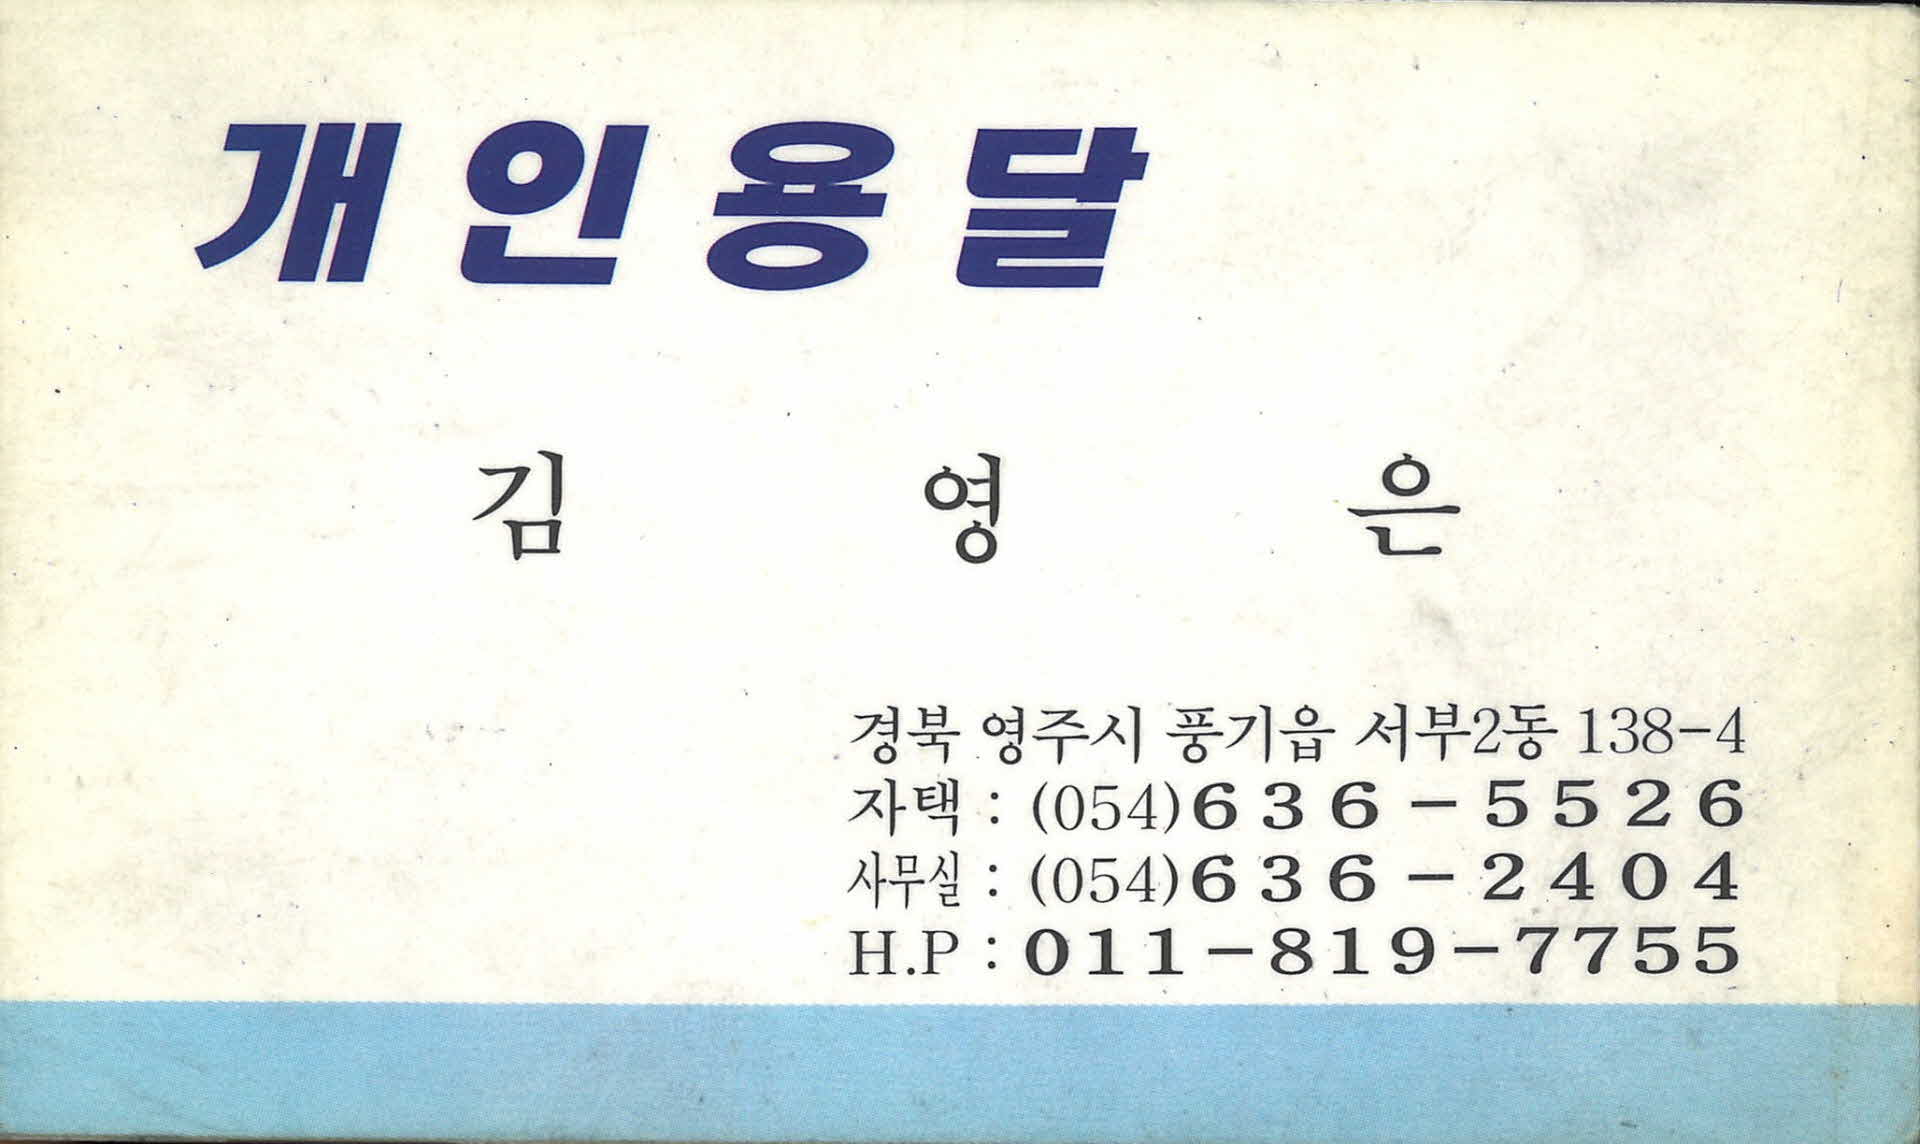 개인용달
김 영 은
경북 영주시 풍기읍 서부2동 138-4
자택 : (054)636-5526
사무실 : (054)636-2404
H.P : 011-819-7755